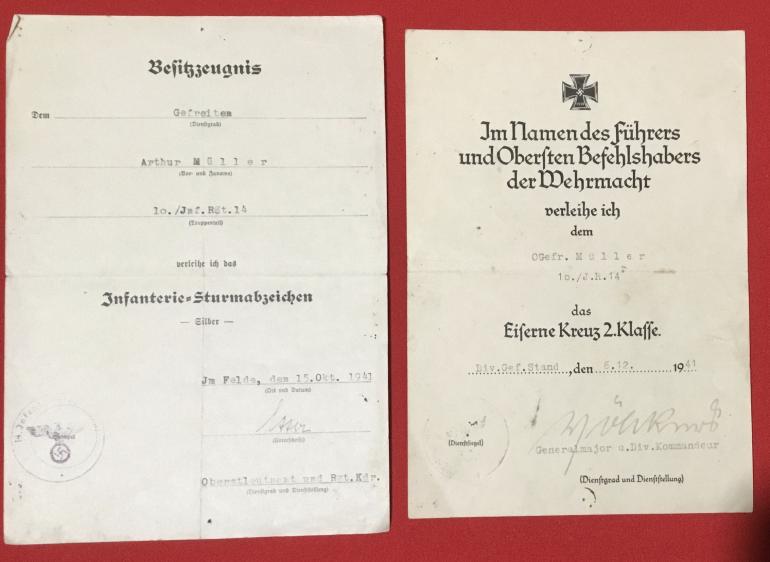 Besitzzeugnis
Dem Gefreiten
(Dienstgrad)
Arthur Müller
(Vor- und Zuname)
10./Jnf.Rgt.14
(Truppenteil)
verleihe ich das
Infanterie=Sturmabzeichen
— Silber —
Jm Felde, den 15.Okt. 1941
(Ort und Datum)
(Unterschrift)
Oberstleutnant und Rgt.Kdr.
(Dienstgrad und Dienststellung)
Im Namen des Führers
und Obersten Befehlshabers
der Wehrmacht
verleihe ich
dem
OGefr. Müller
10./J.R.14
das
Eiserne Kreuz 2.Klasse.
Div.Gef.Stand, den 6.12. 1941
(Dienstsiegel)
Generalmajor u.Div.Kommandeur
(Dienstgrad und Dienststellung)